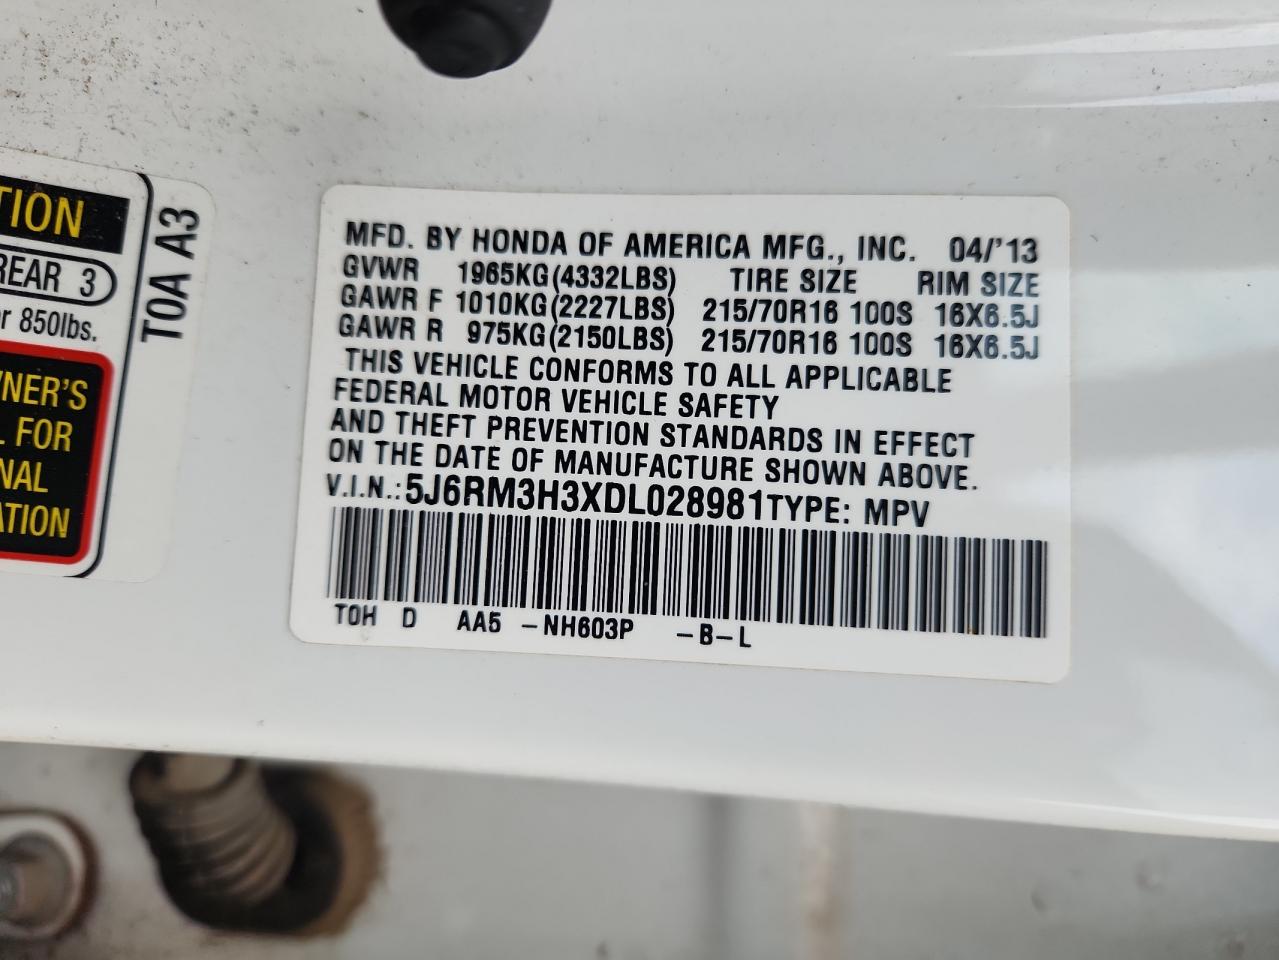 TION
REAR 3
r 850lbs.
NER'S
L FOR
NAL
ATION
T0A A3
MFD. BY HONDA OF AMERICA MFG., INC. 04/'13
GVWR 1965KG(4332LBS) TIRE SIZE RIM SIZE
GAWR F 1010KG(2227LBS) 215/70R16 100S 16X6.5J
GAWR R 975KG(2150LBS) 215/70R16 100S 16X6.5J
THIS VEHICLE CONFORMS TO ALL APPLICABLE
FEDERAL MOTOR VEHICLE SAFETY
AND THEFT PREVENTION STANDARDS IN EFFECT
ON THE DATE OF MANUFACTURE SHOWN ABOVE.
V.I.N.: 5J6RM3H3XDL028981 TYPE: MPV
T0H D AA5 -NH603P -B-L